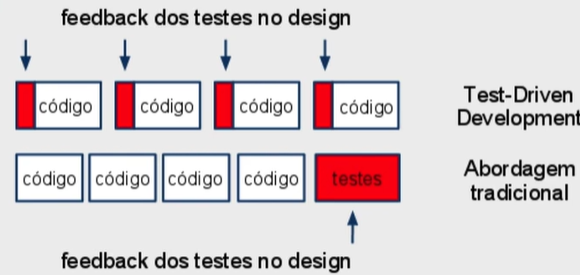 feedback dos testes no design
código código código código
Test-Driven
Development
código código código código testes
Abordagem
tradicional
feedback dos testes no design